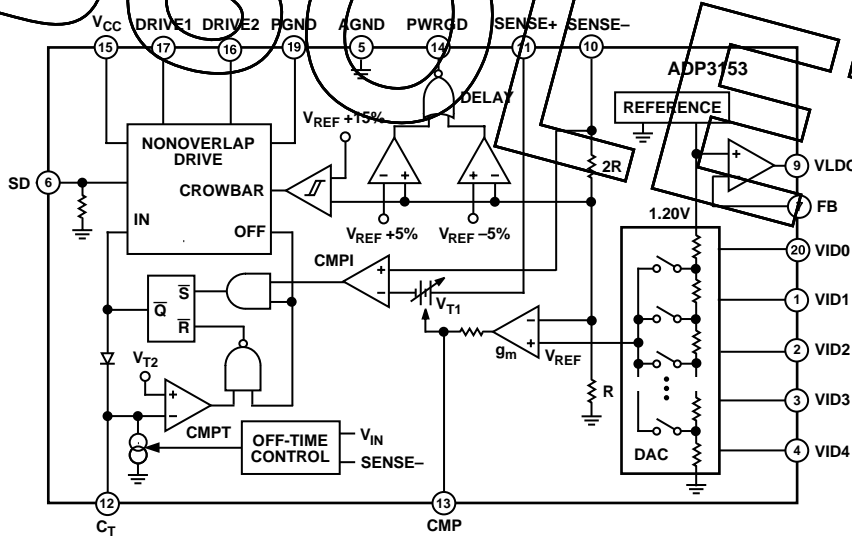 VCC DRIVE1 DRIVE2 PGND AGND PWRGD SENSE+ SENSE–
15 17 16 19 5 14 11 10
ADP3153
DELAY
REFERENCE
VREF +15%
NONOVERLAP
DRIVE
2R
+
9 VLDO
SD 6
CROWBAR
+ +
FB
IN
1.20V
VREF +5% VREF –5%
OFF
20 VID0
CMPI
+
–
S
VT1
1 VID1
Q
R
–
+
gm
VREF
2 VID2
VT2
+
–
R
3 VID3
CMPT
VIN
OFF-TIME
CONTROL
SENSE–
DAC
4 VID4
12
13
CT
CMP